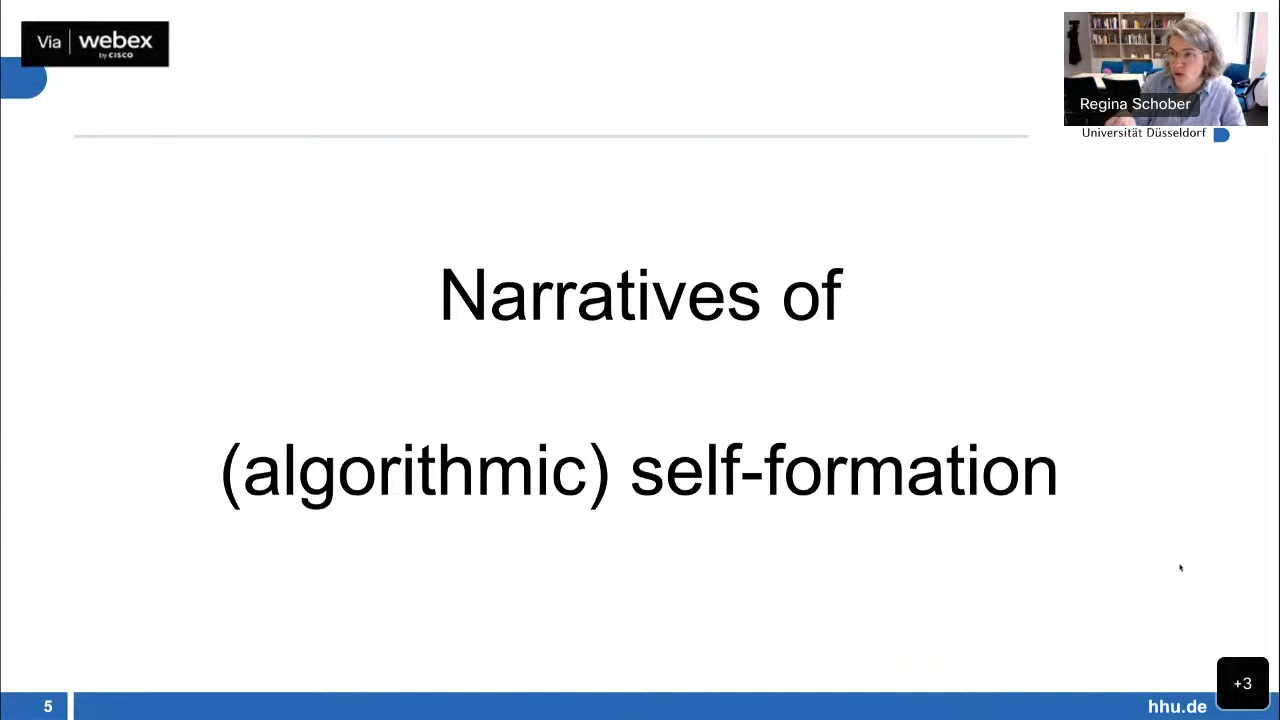 Via webex
by CISCO
Regina Schober
Universität Düsseldorf
Narratives of
(algorithmic) self-formation
+3
5
hhu.de